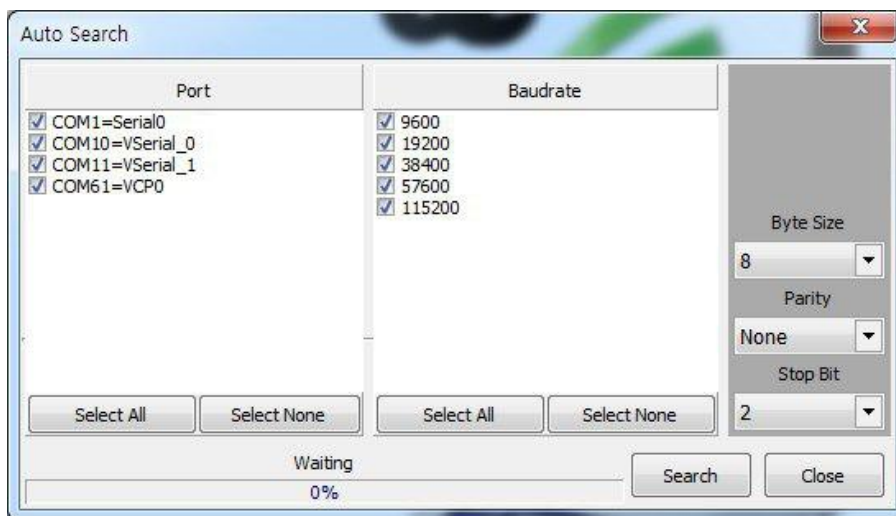 Auto Search
Port
COM1=Serial0
COM10=VSerial_0
COM11=VSerial_1
COM61=VCP0
Select All
Select None
Baudrate
9600
19200
38400
57600
115200
Select All
Select None
Byte Size
8
Parity
None
Stop Bit
2
Waiting
0%
Search
Close